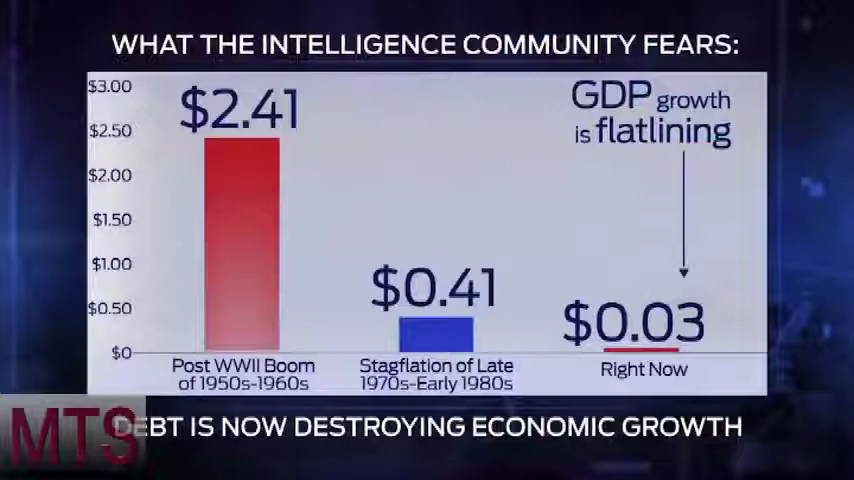 WHAT THE INTELLIGENCE COMMUNITY FEARS:
$3.00
$2.50
$2.00
$1.50
$1.00
$0.50
$0
$2.41
$0.41
$0.03
GDP growth
is flatlining
Post WWII Boom
of 1950s-1960s
Stagflation of Late
1970s-Early 1980s
Right Now
MTS
DEBT IS NOW DESTROYING ECONOMIC GROWTH